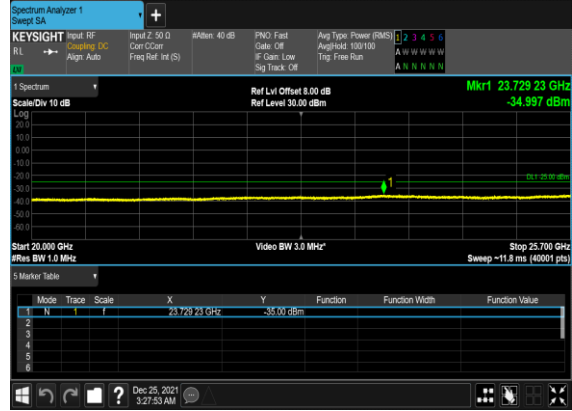 Spectrum Analyzer 1
Swept SA
KEYSIGHT Input: RF Input Z: 50 Ω #Atten: 40 dB PNO: Fast Avg Type: Power (RMS) 1 2 3 4 5 6
RL Coupling: DC Corr CCorr Gate: Off Avg|Hold: 100/100 A W W W W W
Align: Auto Freq Ref: Int (S) IF Gain: Low Trig: Free Run
Sig Track: Off A N N N N N
1 Spectrum Ref Lvl Offset 8.00 dB Mkr1 23.729 23 GHz
Scale/Div 10 dB Ref Level 30.00 dBm -34.997 dBm
Log
20.0
10.0
0.00
-10.0
-20.0 DL1 -25.00 dBm
-30.0 1
-40.0
-50.0
-60.0
Start 20.000 GHz Video BW 3.0 MHz* Stop 25.700 GHz
#Res BW 1.0 MHz Sweep ~11.8 ms (40001 pts)
5 Marker Table
Mode Trace Scale X Y Function Function Width Function Value
1 N 1 f 23.729 23 GHz -35.00 dBm
2
3
4
5
6
? Dec 25, 2021
3:27:53 AM